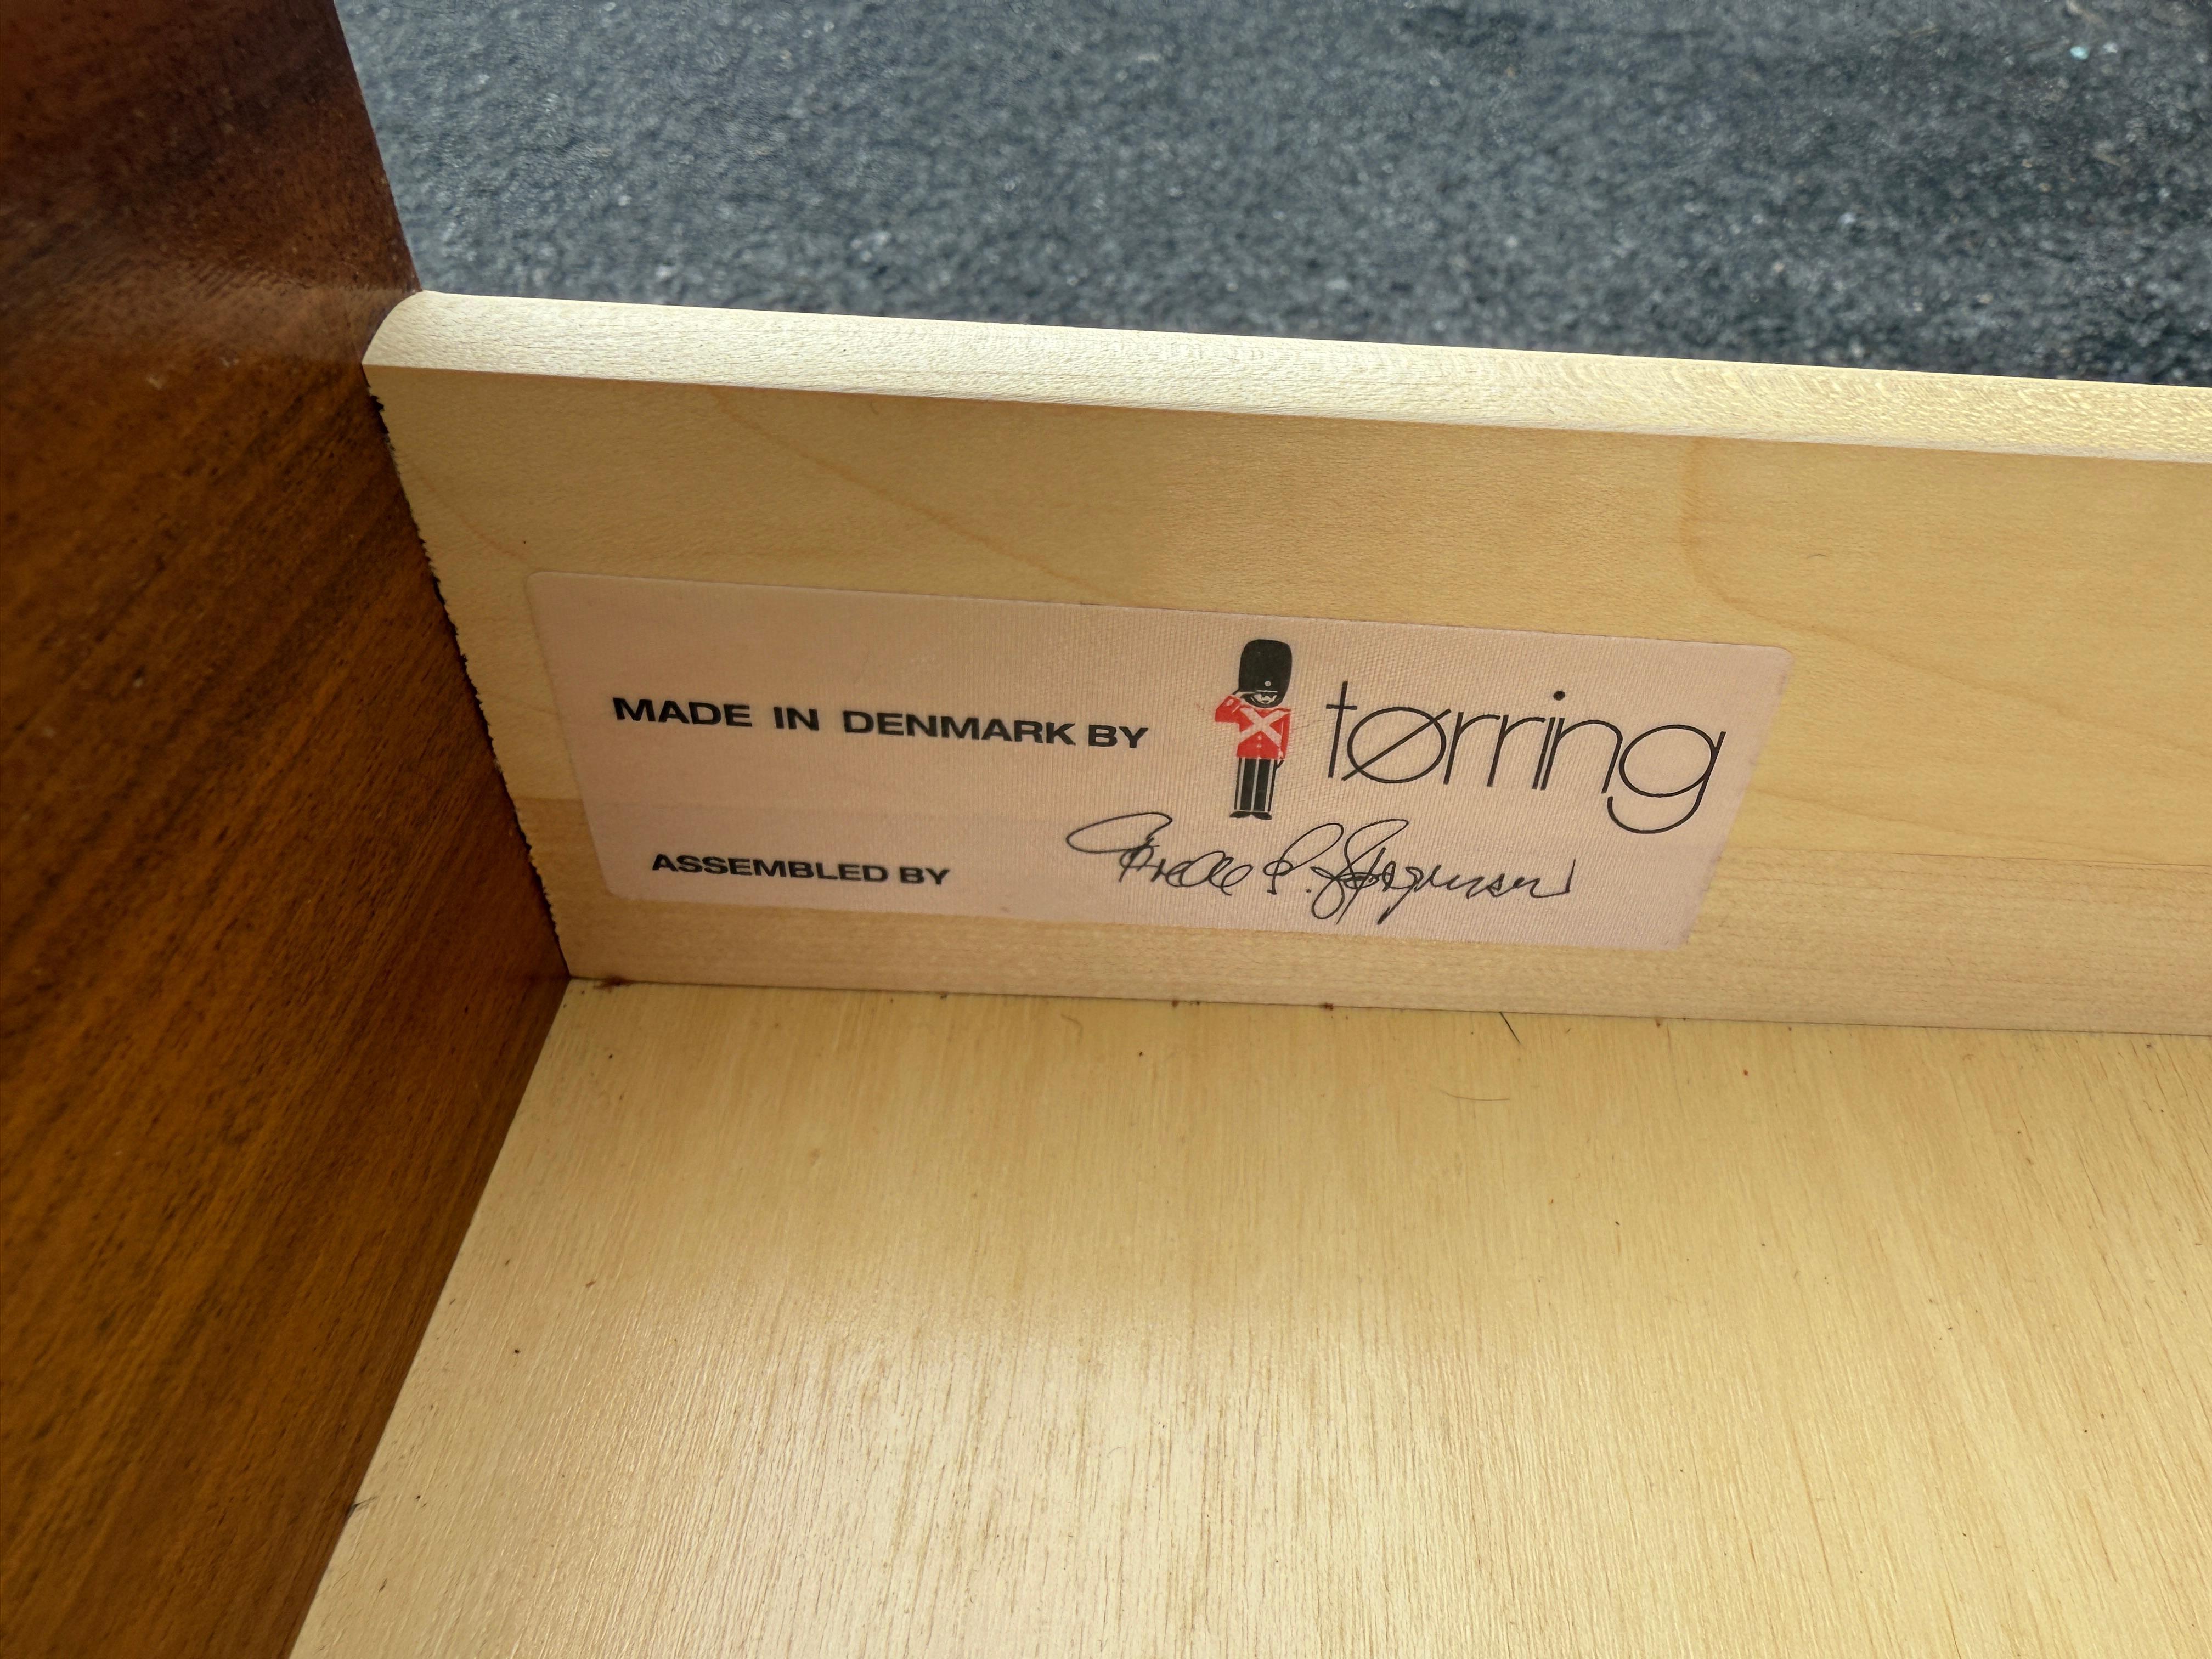 MADE IN DENMARK BY tørring
ASSEMBLED BY